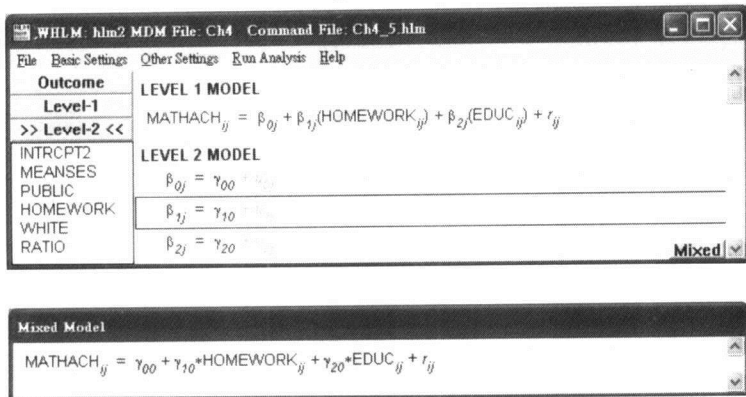 WHLM: hlm2 MDM File: Ch4 Command File: Ch4_5.hlm
File Basic Settings Other Settings Run Analysis Help
Outcome
Level-1
>> Level-2 <<
INTRCPT2
MEANSES
PUBLIC
HOMEWORK
WHITE
RATIO
LEVEL 1 MODEL
MATHACHᵢⱼ = β₀ⱼ + β₁ⱼ(HOMEWORKᵢⱼ) + β₂ⱼ(EDUCᵢⱼ) + rᵢⱼ
LEVEL 2 MODEL
β₀ⱼ = γ₀₀
β₁ⱼ = γ₁₀
β₂ⱼ = γ₂₀
Mixed
Mixed Model
MATHACHᵢⱼ = γ₀₀ + γ₁₀*HOMEWORKᵢⱼ + γ₂₀*EDUCᵢⱼ + rᵢⱼ